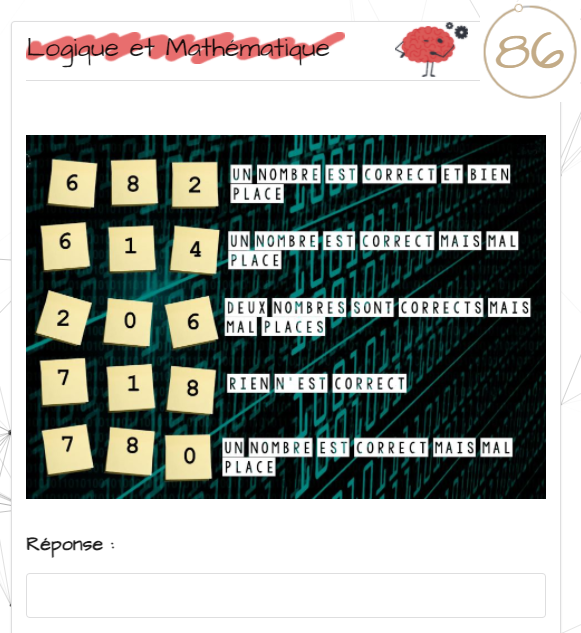 Logique et Mathématique
86
6 8 2 UN NOMBRE EST CORRECT ET BIEN
PLACE
6 1 4 UN NOMBRE EST CORRECT MAIS MAL
PLACE
2 0 6 DEUX NOMBRES SONT CORRECTS MAIS
MAL PLACES
7 1 8 RIEN N'EST CORRECT
7 8 0 UN NOMBRE EST CORRECT MAIS MAL
PLACE
Réponse :